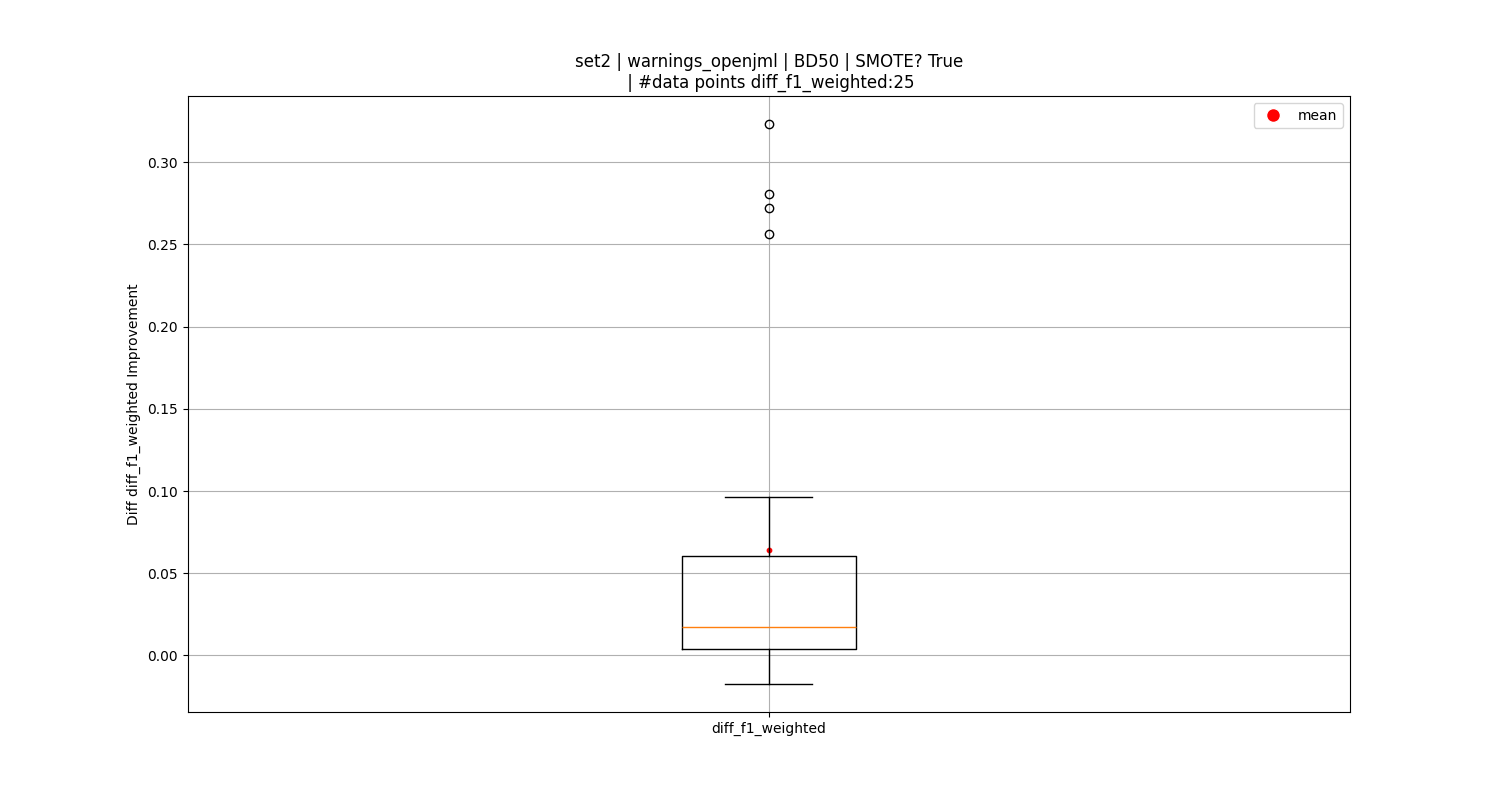 set2 | warnings_openjml | BD50 | SMOTE? True
| #data points diff_f1_weighted:25
mean
0.30
0.25
0.20
0.15
0.10
0.05
0.00
Diff diff_f1_weighted Improvement
diff_f1_weighted